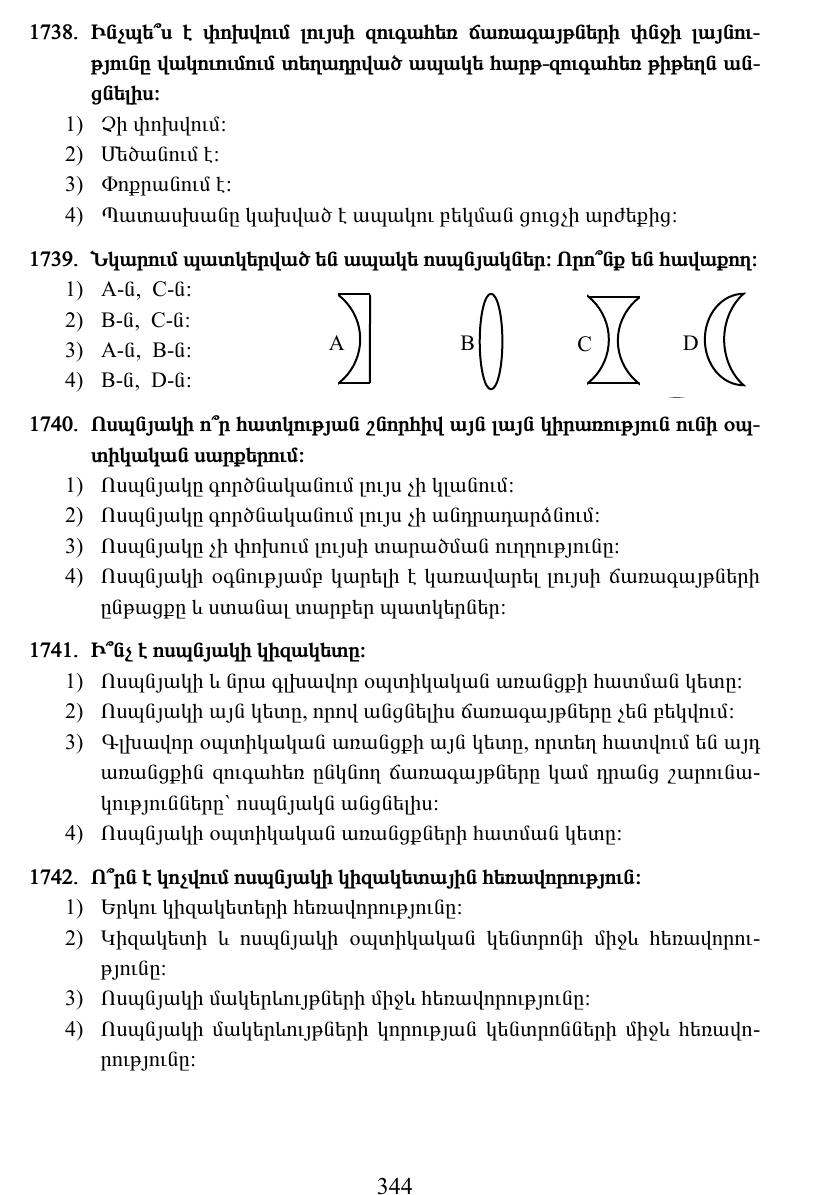 1738. Ինչպե՞ս է փոխվում լույսի զուգահեռ ճառագայթների փնջի լայնու-
թյունը վակուումում տեղադրված ապակե հարթ-զուգահեռ թիթեղն ան-
ցնելիս:
1) Չի փոխվում:
2) Մեծանում է:
3) Փոքրանում է:
4) Պատասխանը կախված է ապակու բեկման ցուցչի արժեքից:
1739. Նկարում պատկերված են ապակե ոսպնյակներ: Որո՞նք են հավաքող:
1) A-ն, C-ն:
2) B-ն, C-ն:
3) A-ն, B-ն:
4) B-ն, D-ն:
A B C D
1740. Ոսպնյակի ո՞ր հատկության շնորհիվ այն լայն կիրառություն ունի օպ-
տիկական սարքերում:
1) Ոսպնյակը գործնականում լույս չի կլանում:
2) Ոսպնյակը գործնականում լույս չի անդրադարձնում:
3) Ոսպնյակը չի փոխում լույսի տարածման ուղղությունը:
4) Ոսպնյակի օգնությամբ կարելի է կառավարել լույսի ճառագայթների
ընթացքը և ստանալ տարբեր պատկերներ:
1741. Ի՞նչ է ոսպնյակի կիզակետը:
1) Ոսպնյակի և նրա գլխավոր օպտիկական առանցքի հատման կետը:
2) Ոսպնյակի այն կետը, որով անցնելիս ճառագայթները չեն բեկվում:
3) Գլխավոր օպտիկական առանցքի այն կետը, որտեղ հատվում են այդ
առանցքին զուգահեռ ընկնող ճառագայթները կամ դրանց շարունա-
կությունները՝ ոսպնյակն անցնելիս:
4) Ոսպնյակի օպտիկական առանցքների հատման կետը:
1742. Ո՞րն է կոչվում ոսպնյակի կիզակետային հեռավորություն:
1) Երկու կիզակետերի հեռավորությունը:
2) Կիզակետի և ոսպնյակի օպտիկական կենտրոնի միջև հեռավորու-
թյունը:
3) Ոսպնյակի մակերևույթների միջև հեռավորությունը:
4) Ոսպնյակի մակերևույթների կորության կենտրոնների միջև հեռավո-
րությունը:
344